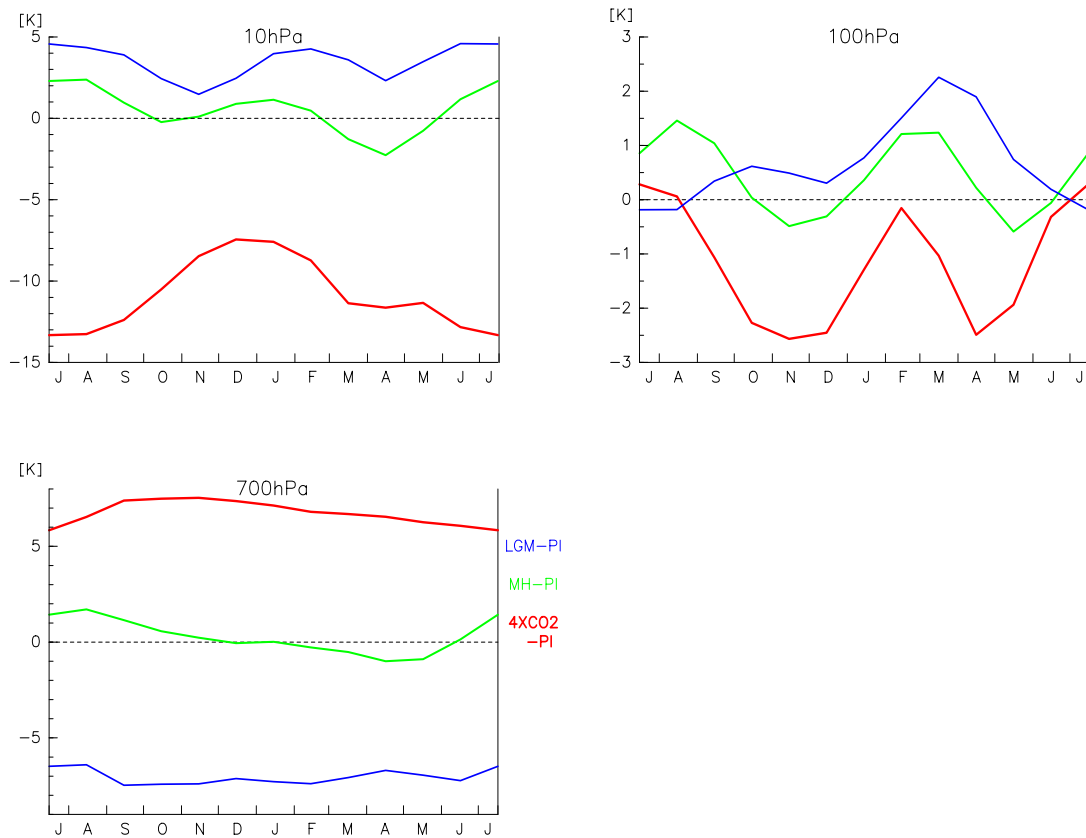 [K]
10hPa
5
0
−5
−10
−15
J A S O N D J F M A M J J
[K]
100hPa
3
2
1
0
−1
−2
−3
J A S O N D J F M A M J J
[K]
700hPa
5
0
−5
J A S O N D J F M A M J J
LGM−PI
MH−PI
4XCO2
−PI